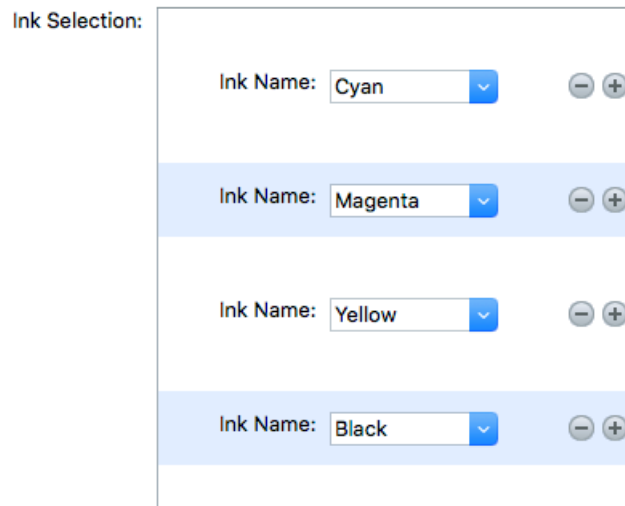 Ink Selection:
Ink Name: Cyan
Ink Name: Magenta
Ink Name: Yellow
Ink Name: Black